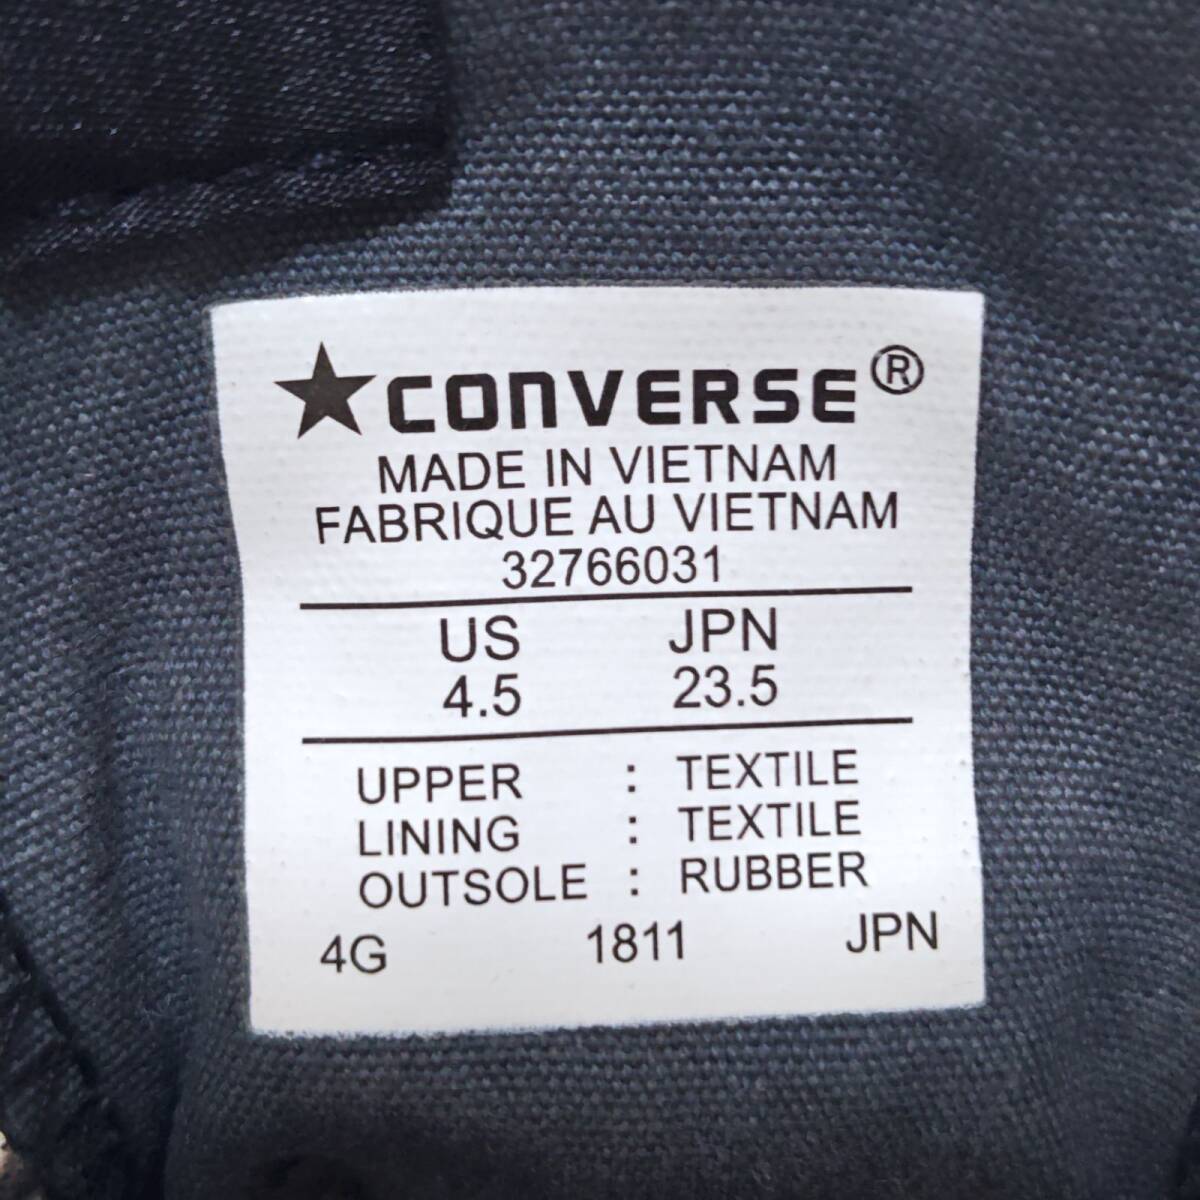 ★CONVERSE®
MADE IN VIETNAM
FABRIQUE AU VIETNAM
32766031
US JPN
4.5 23.5
UPPER : TEXTILE
LINING : TEXTILE
OUTSOLE : RUBBER
4G 1811 JPN